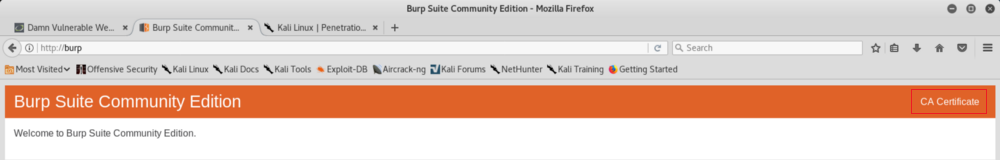 Burp Suite Community Edition - Mozilla Firefox
Damn Vulnerable We... Burp Suite Communit... Kali Linux | Penetratio...
http://burp Search
Most Visited Offensive Security Kali Linux Kali Docs Kali Tools Exploit-DB Aircrack-ng Kali Forums NetHunter Kali Training Getting Started
Burp Suite Community Edition CA Certificate
Welcome to Burp Suite Community Edition.